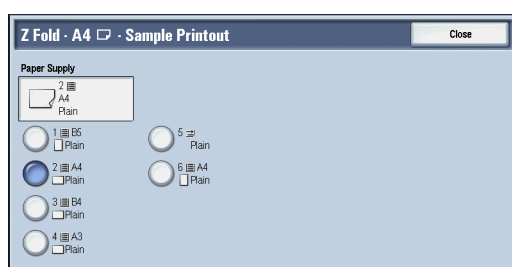 Z Fold - A4 - Sample Printout
Close
Paper Supply
2
A4
Plain
1 B5
Plain
2 A4
Plain
3 B4
Plain
4 A3
Plain
5
Plain
6 A4
Plain